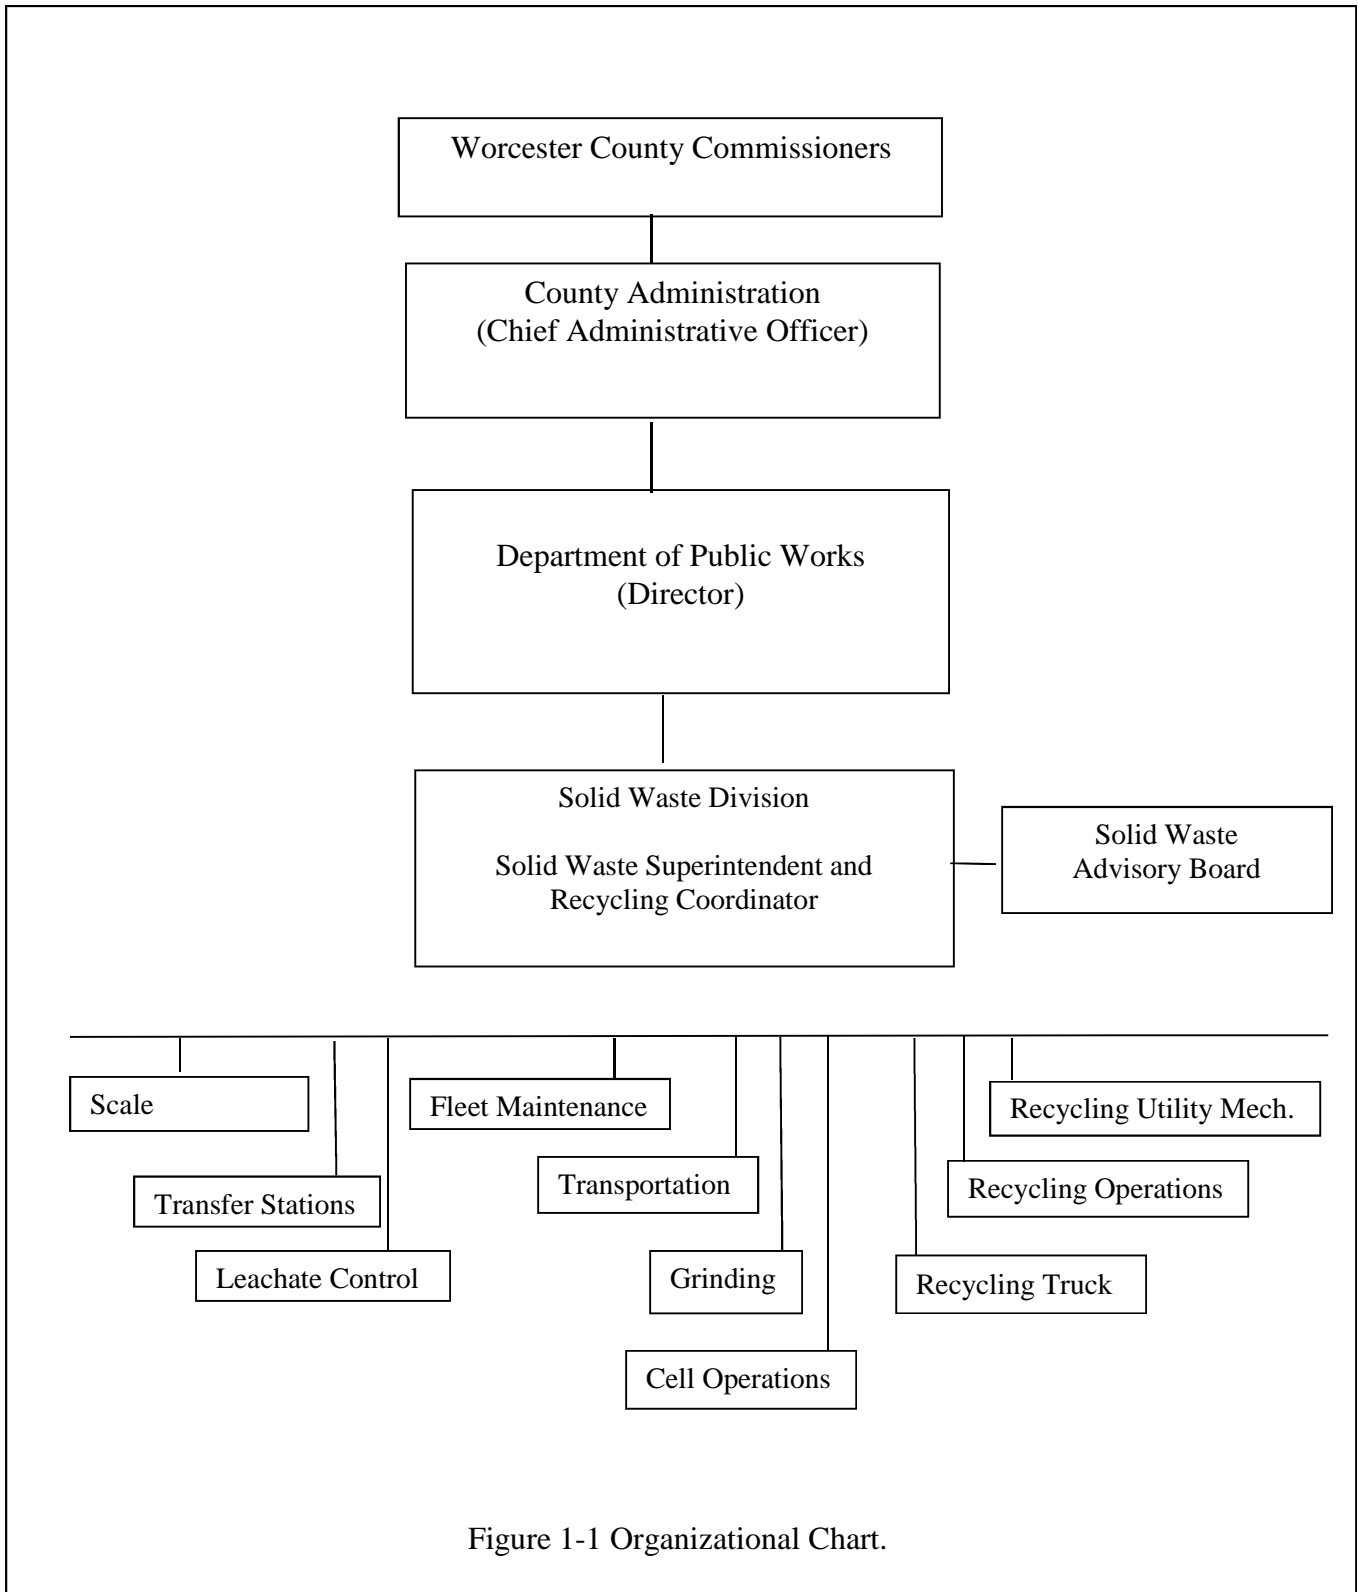 Worcester County Commissioners
County Administration
(Chief Administrative Officer)
Department of Public Works
(Director)
Solid Waste Division
Solid Waste Superintendent and
Recycling Coordinator
Solid Waste
Advisory Board
Scale
Fleet Maintenance
Recycling Utility Mech.
Transfer Stations
Transportation
Recycling Operations
Leachate Control
Grinding
Recycling Truck
Cell Operations
Figure 1-1 Organizational Chart.